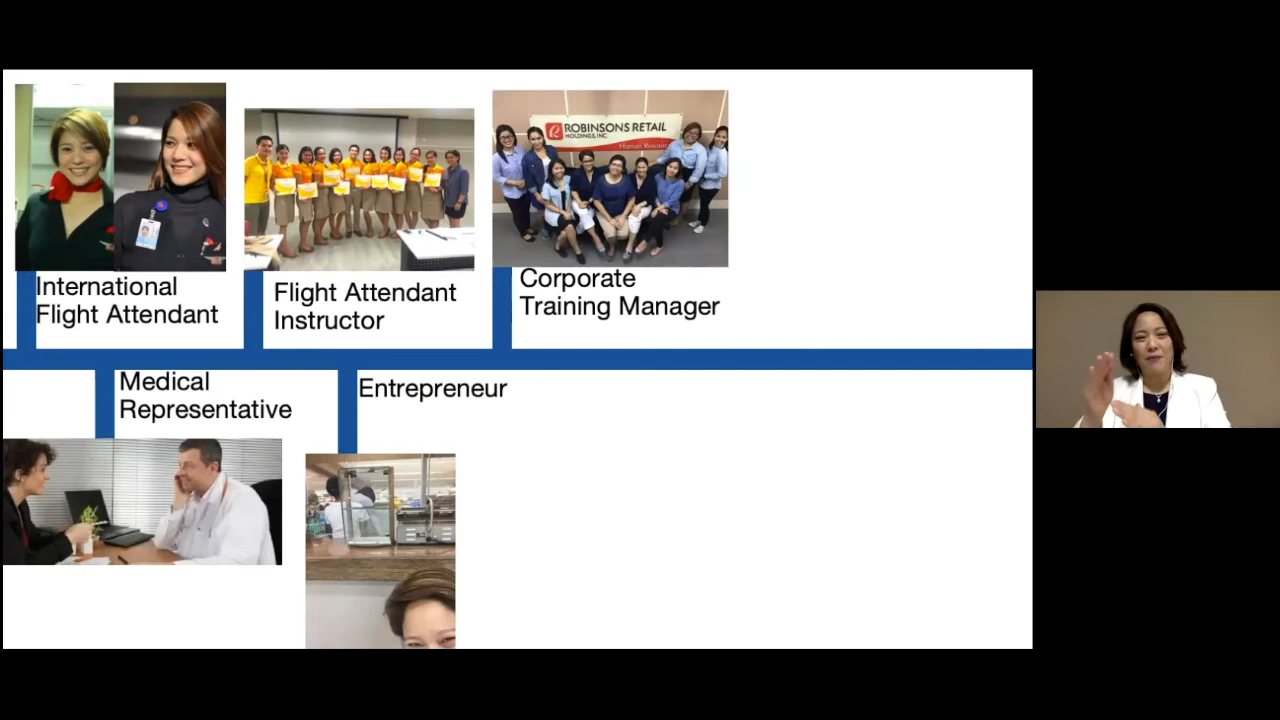 ROBINSONS RETAIL
HOLDINGS, INC.
International
Flight Attendant
Flight Attendant
Instructor
Corporate
Training Manager
Medical
Representative
Entrepreneur